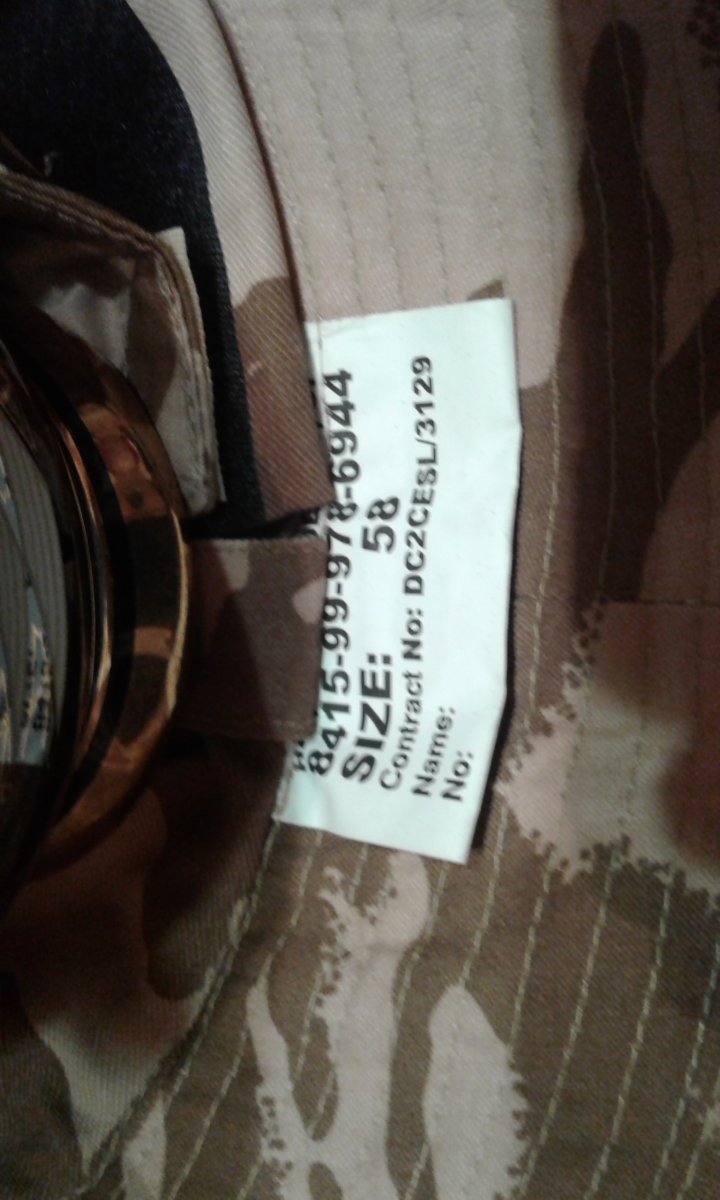 8415-99-978-6944
SIZE: 58
Contract No: DC2CESL/3129
Name:
No: